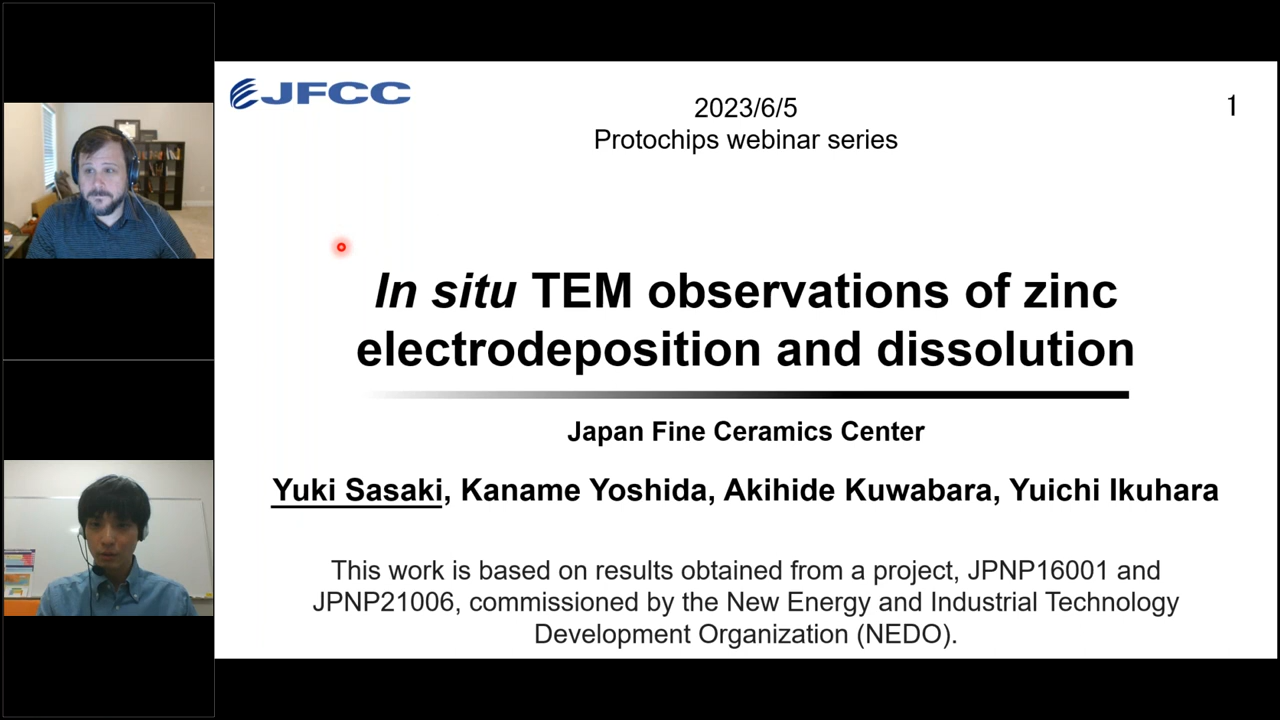 JFCC
2023/6/5
Protochips webinar series
1
In situ TEM observations of zinc
electrodeposition and dissolution
Japan Fine Ceramics Center
Yuki Sasaki, Kaname Yoshida, Akihide Kuwabara, Yuichi Ikuhara
This work is based on results obtained from a project, JPNP16001 and
JPNP21006, commissioned by the New Energy and Industrial Technology
Development Organization (NEDO).